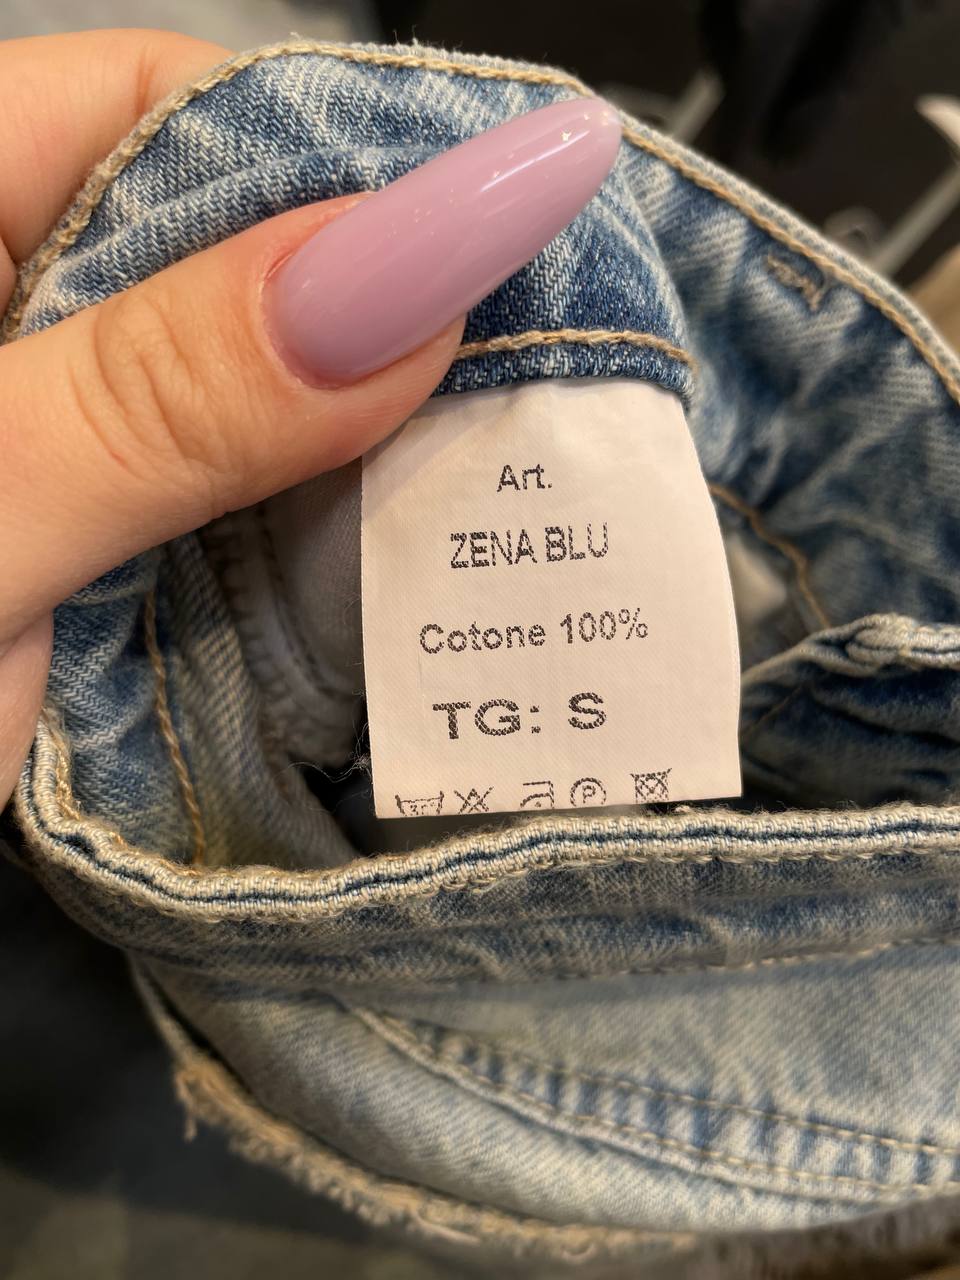 Art.
ZENA BLU
Cotone 100%
TG: S
P